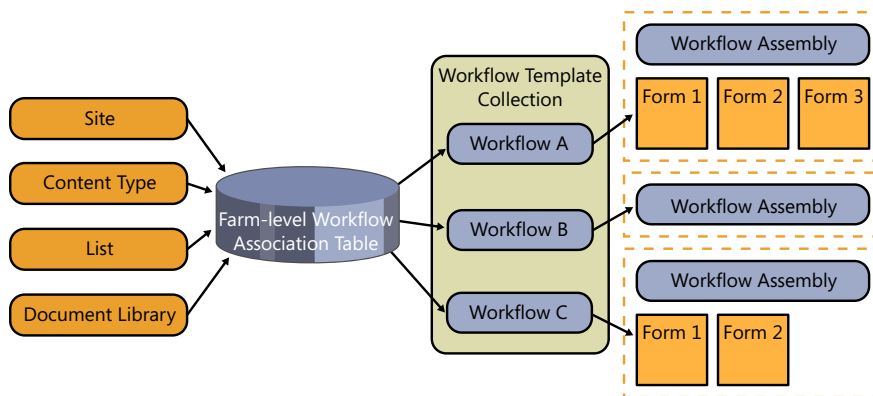 Site
Content Type
List
Document Library
Farm-level Workflow
Association Table
Workflow Template
Collection
Workflow A
Workflow B
Workflow C
Workflow Assembly
Form 1
Form 2
Form 3
Workflow Assembly
Workflow Assembly
Form 1
Form 2